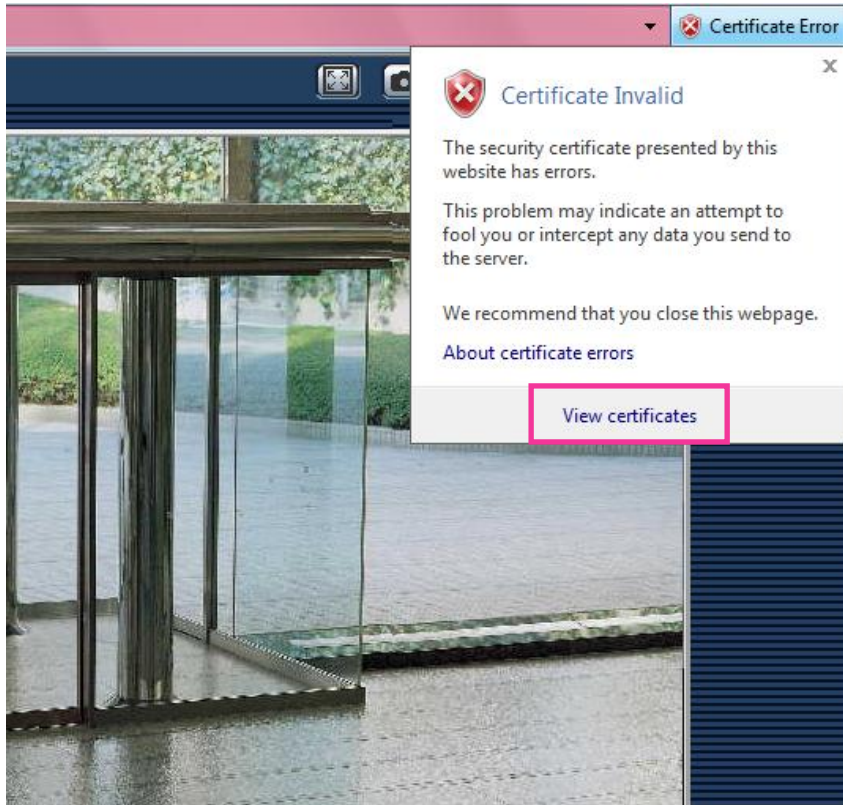 Certificate Error
x
Certificate Invalid
The security certificate presented by this
website has errors.
This problem may indicate an attempt to
fool you or intercept any data you send to
the server.
We recommend that you close this webpage.
About certificate errors
View certificates